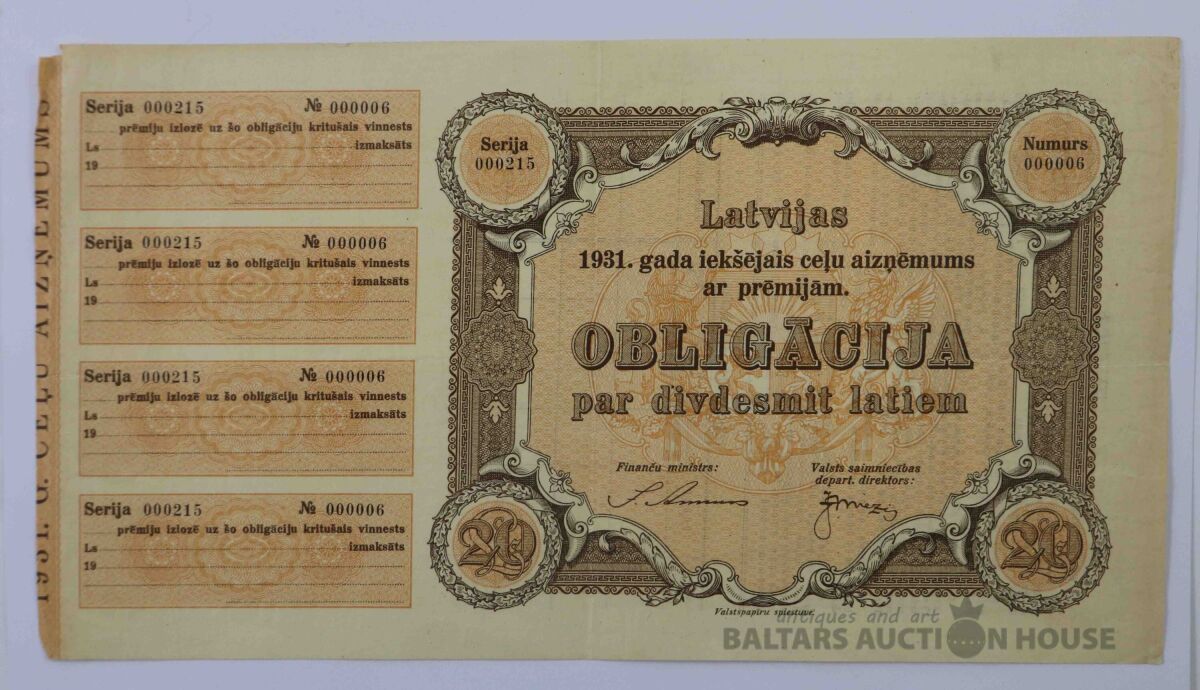 1931. G. CEĻU AIZŅĒMUMS
Serija 000215 № 000006
prēmiju izlozē uz šo obligāciju kritušais vinnests
Ls izmaksāts
19
Serija 000215 № 000006
prēmiju izlozē uz šo obligāciju kritušais vinnests
Ls izmaksāts
19
Serija 000215 № 000006
prēmiju izlozē uz šo obligāciju kritušais vinnests
Ls izmaksāts
19
Serija 000215 № 000006
prēmiju izlozē uz šo obligāciju kritušais vinnests
Ls izmaksāts
19
Serija
000215
Numurs
000006
Latvijas
1931. gada iekšējais ceļu aizņēmums
ar prēmijām.
OBLIGĀCIJA
par divdesmit latiem
Finanču ministrs:
Valsts saimniecības
depart. direktors:
20
20
Valstspapīru spiestuve.
antiques and art
BALTARS AUCTION HOUSE